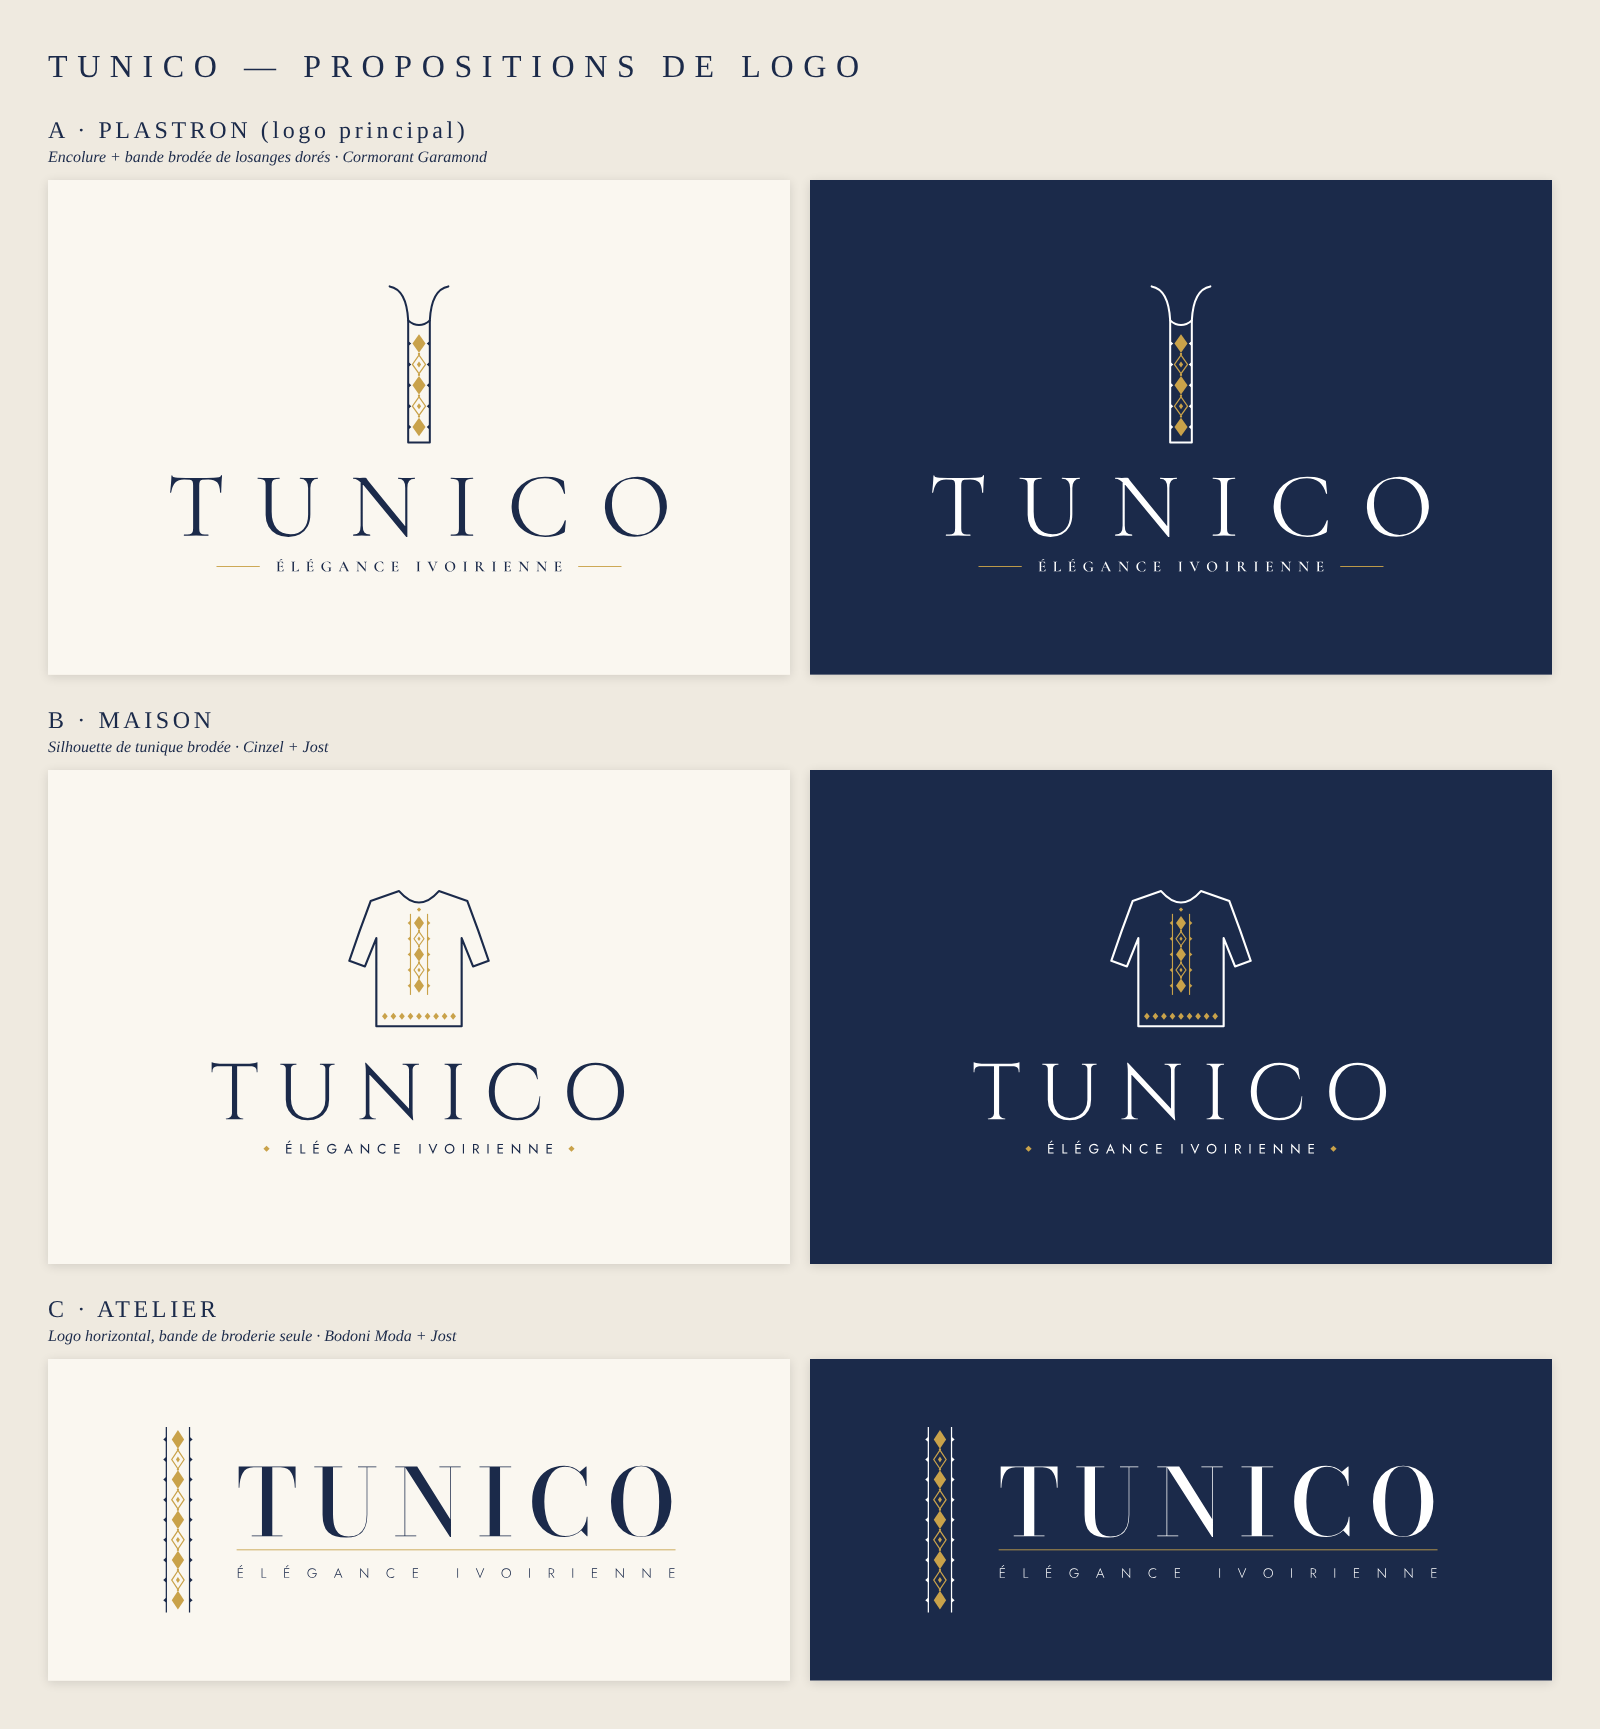 TUNICO — PROPOSITIONS DE LOGO
A · PLASTRON (logo principal)
Encolure + bande brodée de losanges dorés · Cormorant Garamond
TUNICO
ÉLÉGANCE IVOIRIENNE
TUNICO
ÉLÉGANCE IVOIRIENNE
B · MAISON
Silhouette de tunique brodée · Cinzel + Jost
TUNICO
ÉLÉGANCE IVOIRIENNE
TUNICO
ÉLÉGANCE IVOIRIENNE
C · ATELIER
Logo horizontal, bande de broderie seule · Bodoni Moda + Jost
TUNICO
ÉLÉGANCE IVOIRIENNE
TUNICO
ÉLÉGANCE IVOIRIENNE